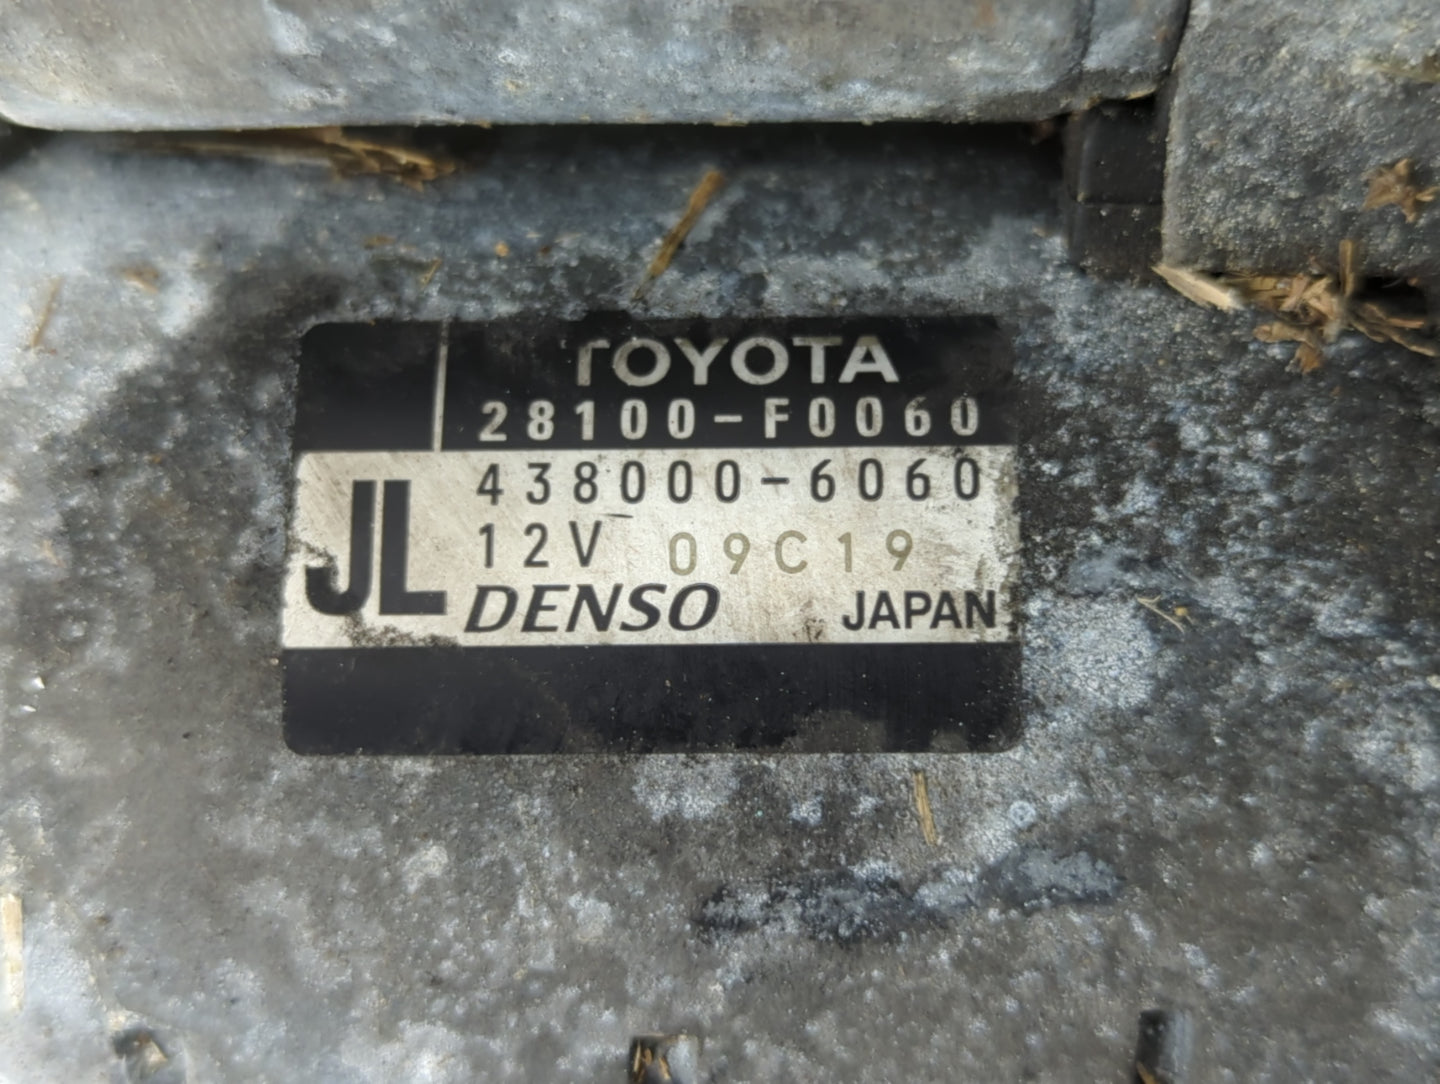 TOYOTA
28100-F0060
438000-6060
JL
12V 09C19
DENSO JAPAN